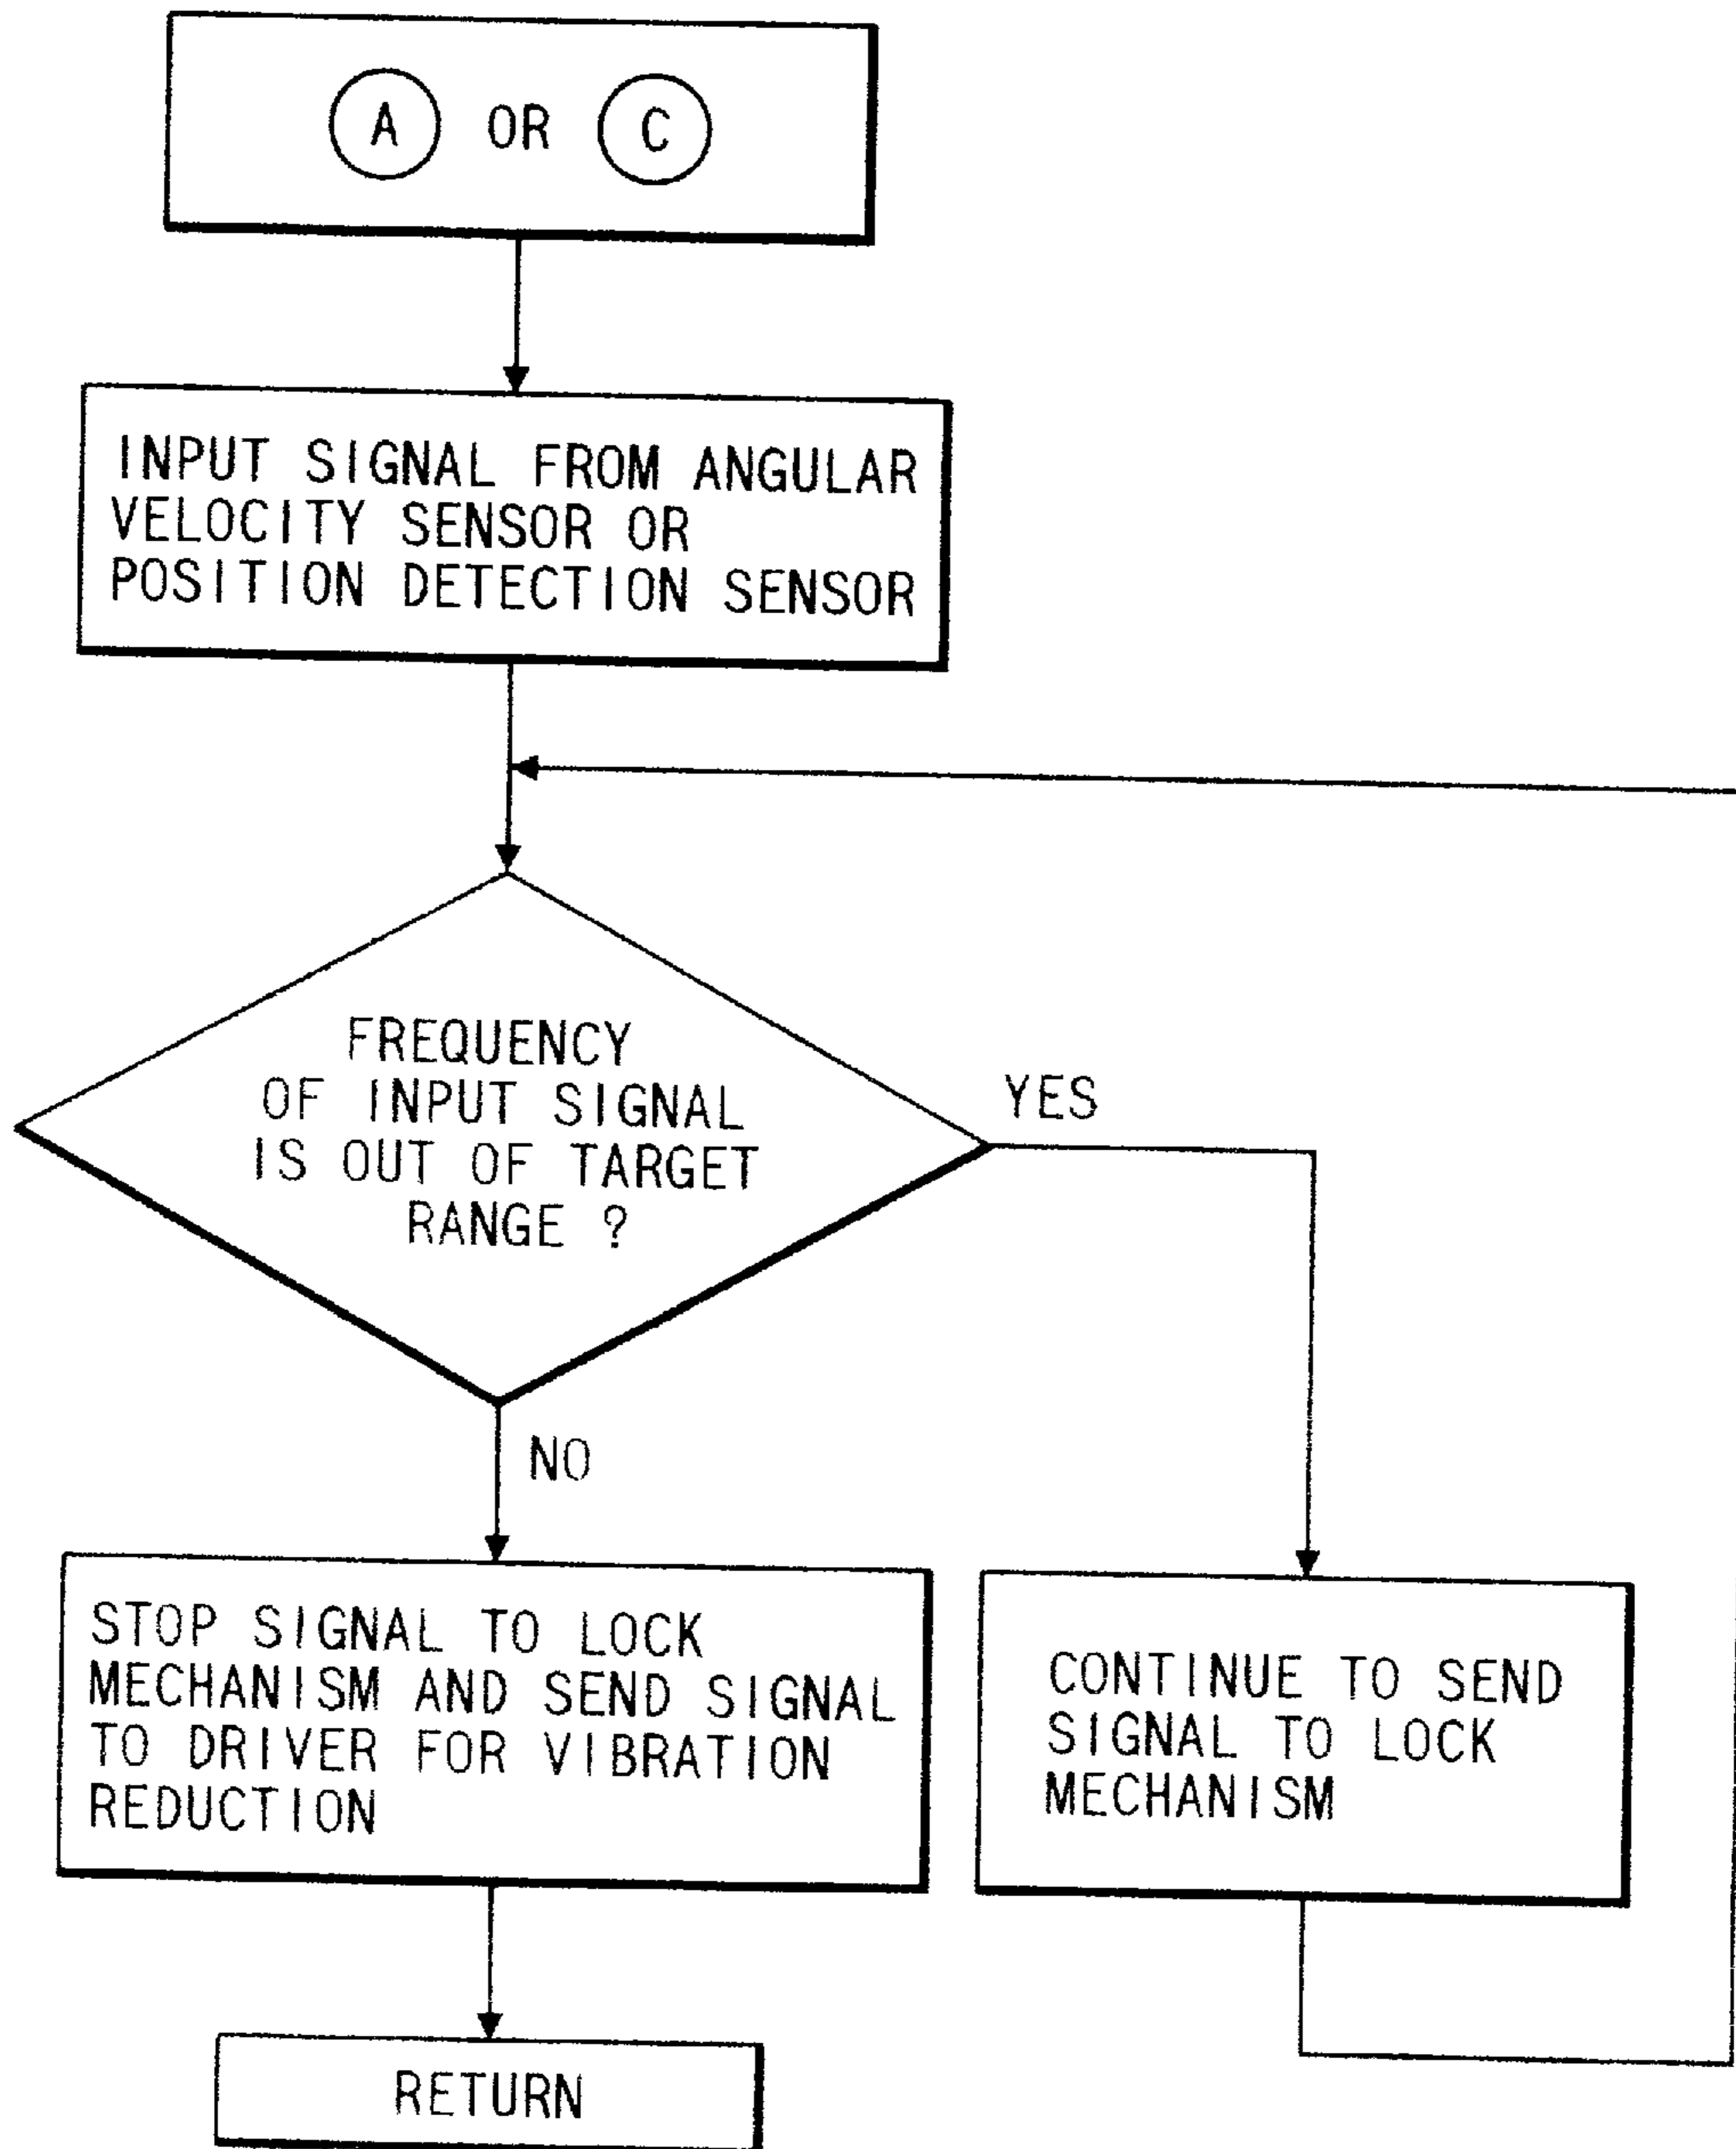 A OR C
INPUT SIGNAL FROM ANGULAR
VELOCITY SENSOR OR
POSITION DETECTION SENSOR
FREQUENCY
OF INPUT SIGNAL
IS OUT OF TARGET
RANGE ?
YES
NO
STOP SIGNAL TO LOCK
MECHANISM AND SEND SIGNAL
TO DRIVER FOR VIBRATION
REDUCTION
CONTINUE TO SEND
SIGNAL TO LOCK
MECHANISM
RETURN